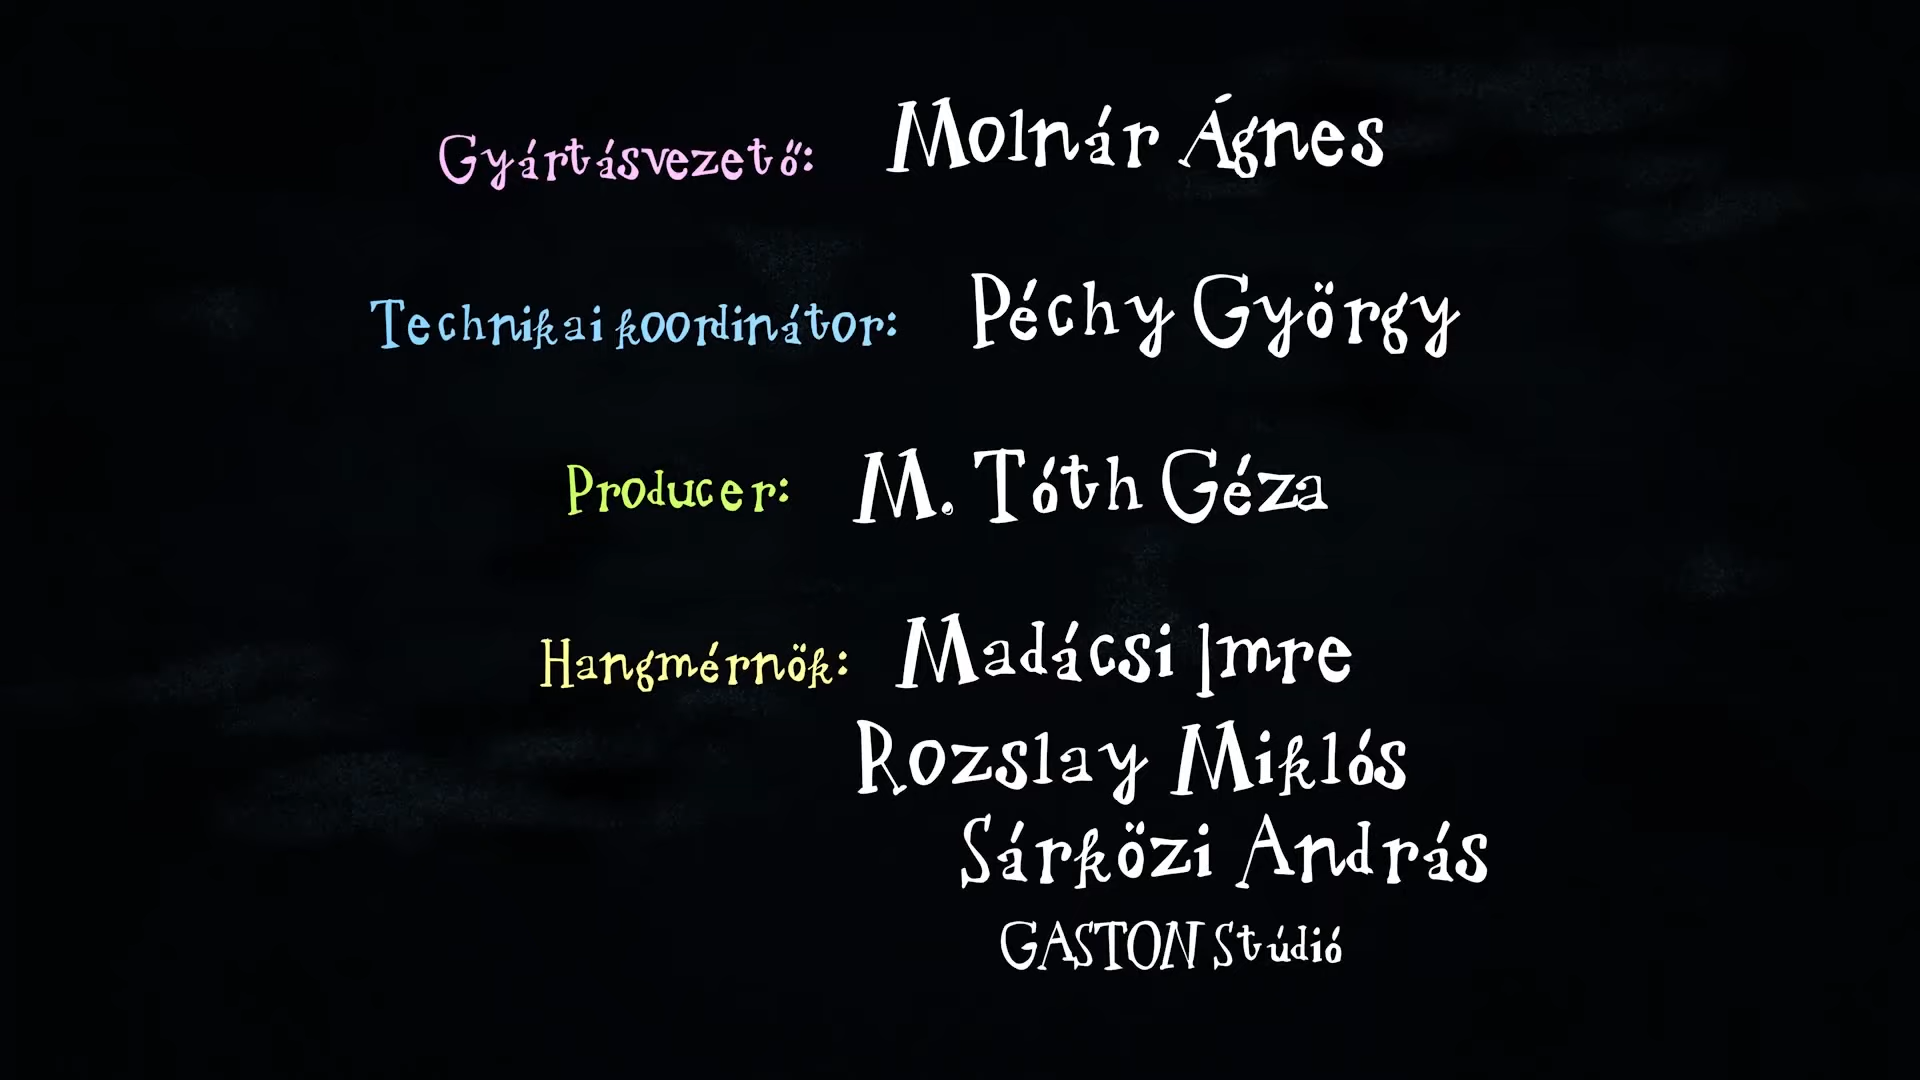 Gyártásvezető: Molnár Ágnes
Technikai koordinátor: Péchy György
Producer: M. Tóth Géza
Hangmérnök: Madácsi Imre
Rozslay Miklós
Sárközi András
GASTON Stúdió